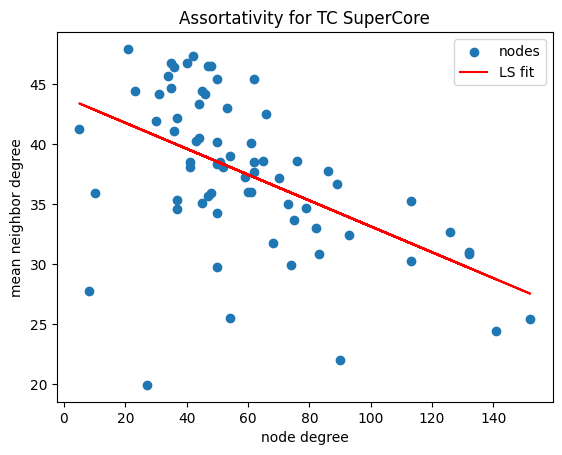 Assortativity for TC SuperCore
nodes
LS fit
45
40
35
30
25
20
mean neighbor degree
0 20 40 60 80 100 120 140
node degree